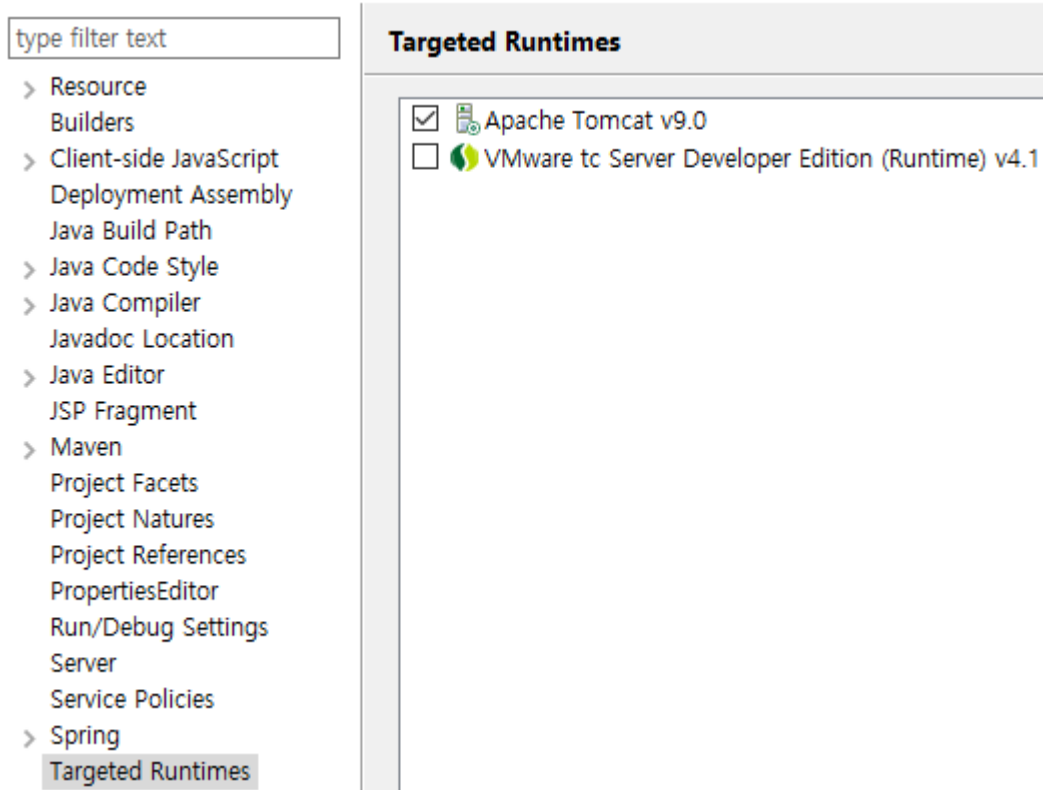 type filter text
Resource
Builders
Client-side JavaScript
Deployment Assembly
Java Build Path
Java Code Style
Java Compiler
Javadoc Location
Java Editor
JSP Fragment
Maven
Project Facets
Project Natures
Project References
PropertiesEditor
Run/Debug Settings
Server
Service Policies
Spring
Targeted Runtimes
Targeted Runtimes
Apache Tomcat v9.0
VMware tc Server Developer Edition (Runtime) v4.1